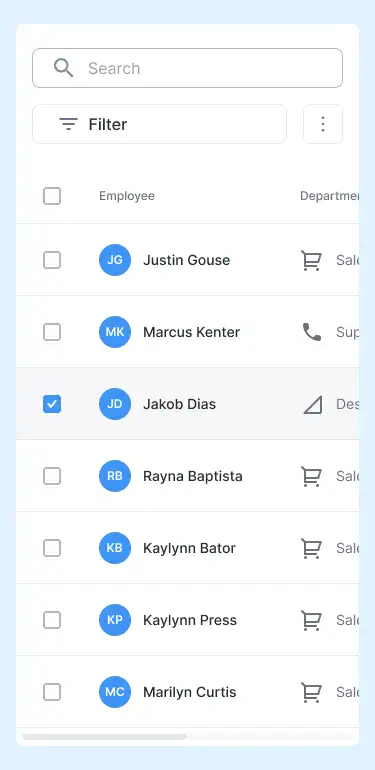 Search
Filter
Employee Departmen
JG Justin Gouse Sale
MK Marcus Kenter Sup
JD Jakob Dias Des
RB Rayna Baptista Sale
KB Kaylynn Bator Sale
KP Kaylynn Press Sale
MC Marilyn Curtis Sale